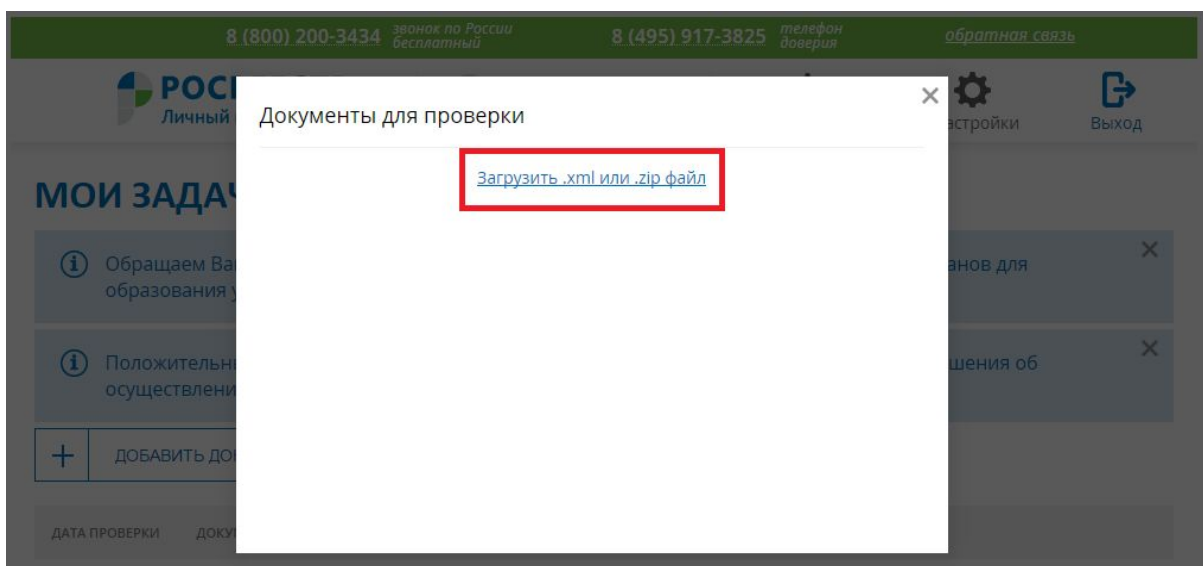 8 (800) 200-3434 звонок по России бесплатный 8 (495) 917-3825 телефон доверия обратная связь
РОС
Личный
Документы для проверки
астройки
Выход
Загрузить .xml или .zip файл
МОИ ЗАДАЧ
Обращаем Ва
анов для
образования у
Положительн
шения об
осуществлени
ДОБАВИТЬ ДО
ДАТА ПРОВЕРКИ ДОКУ